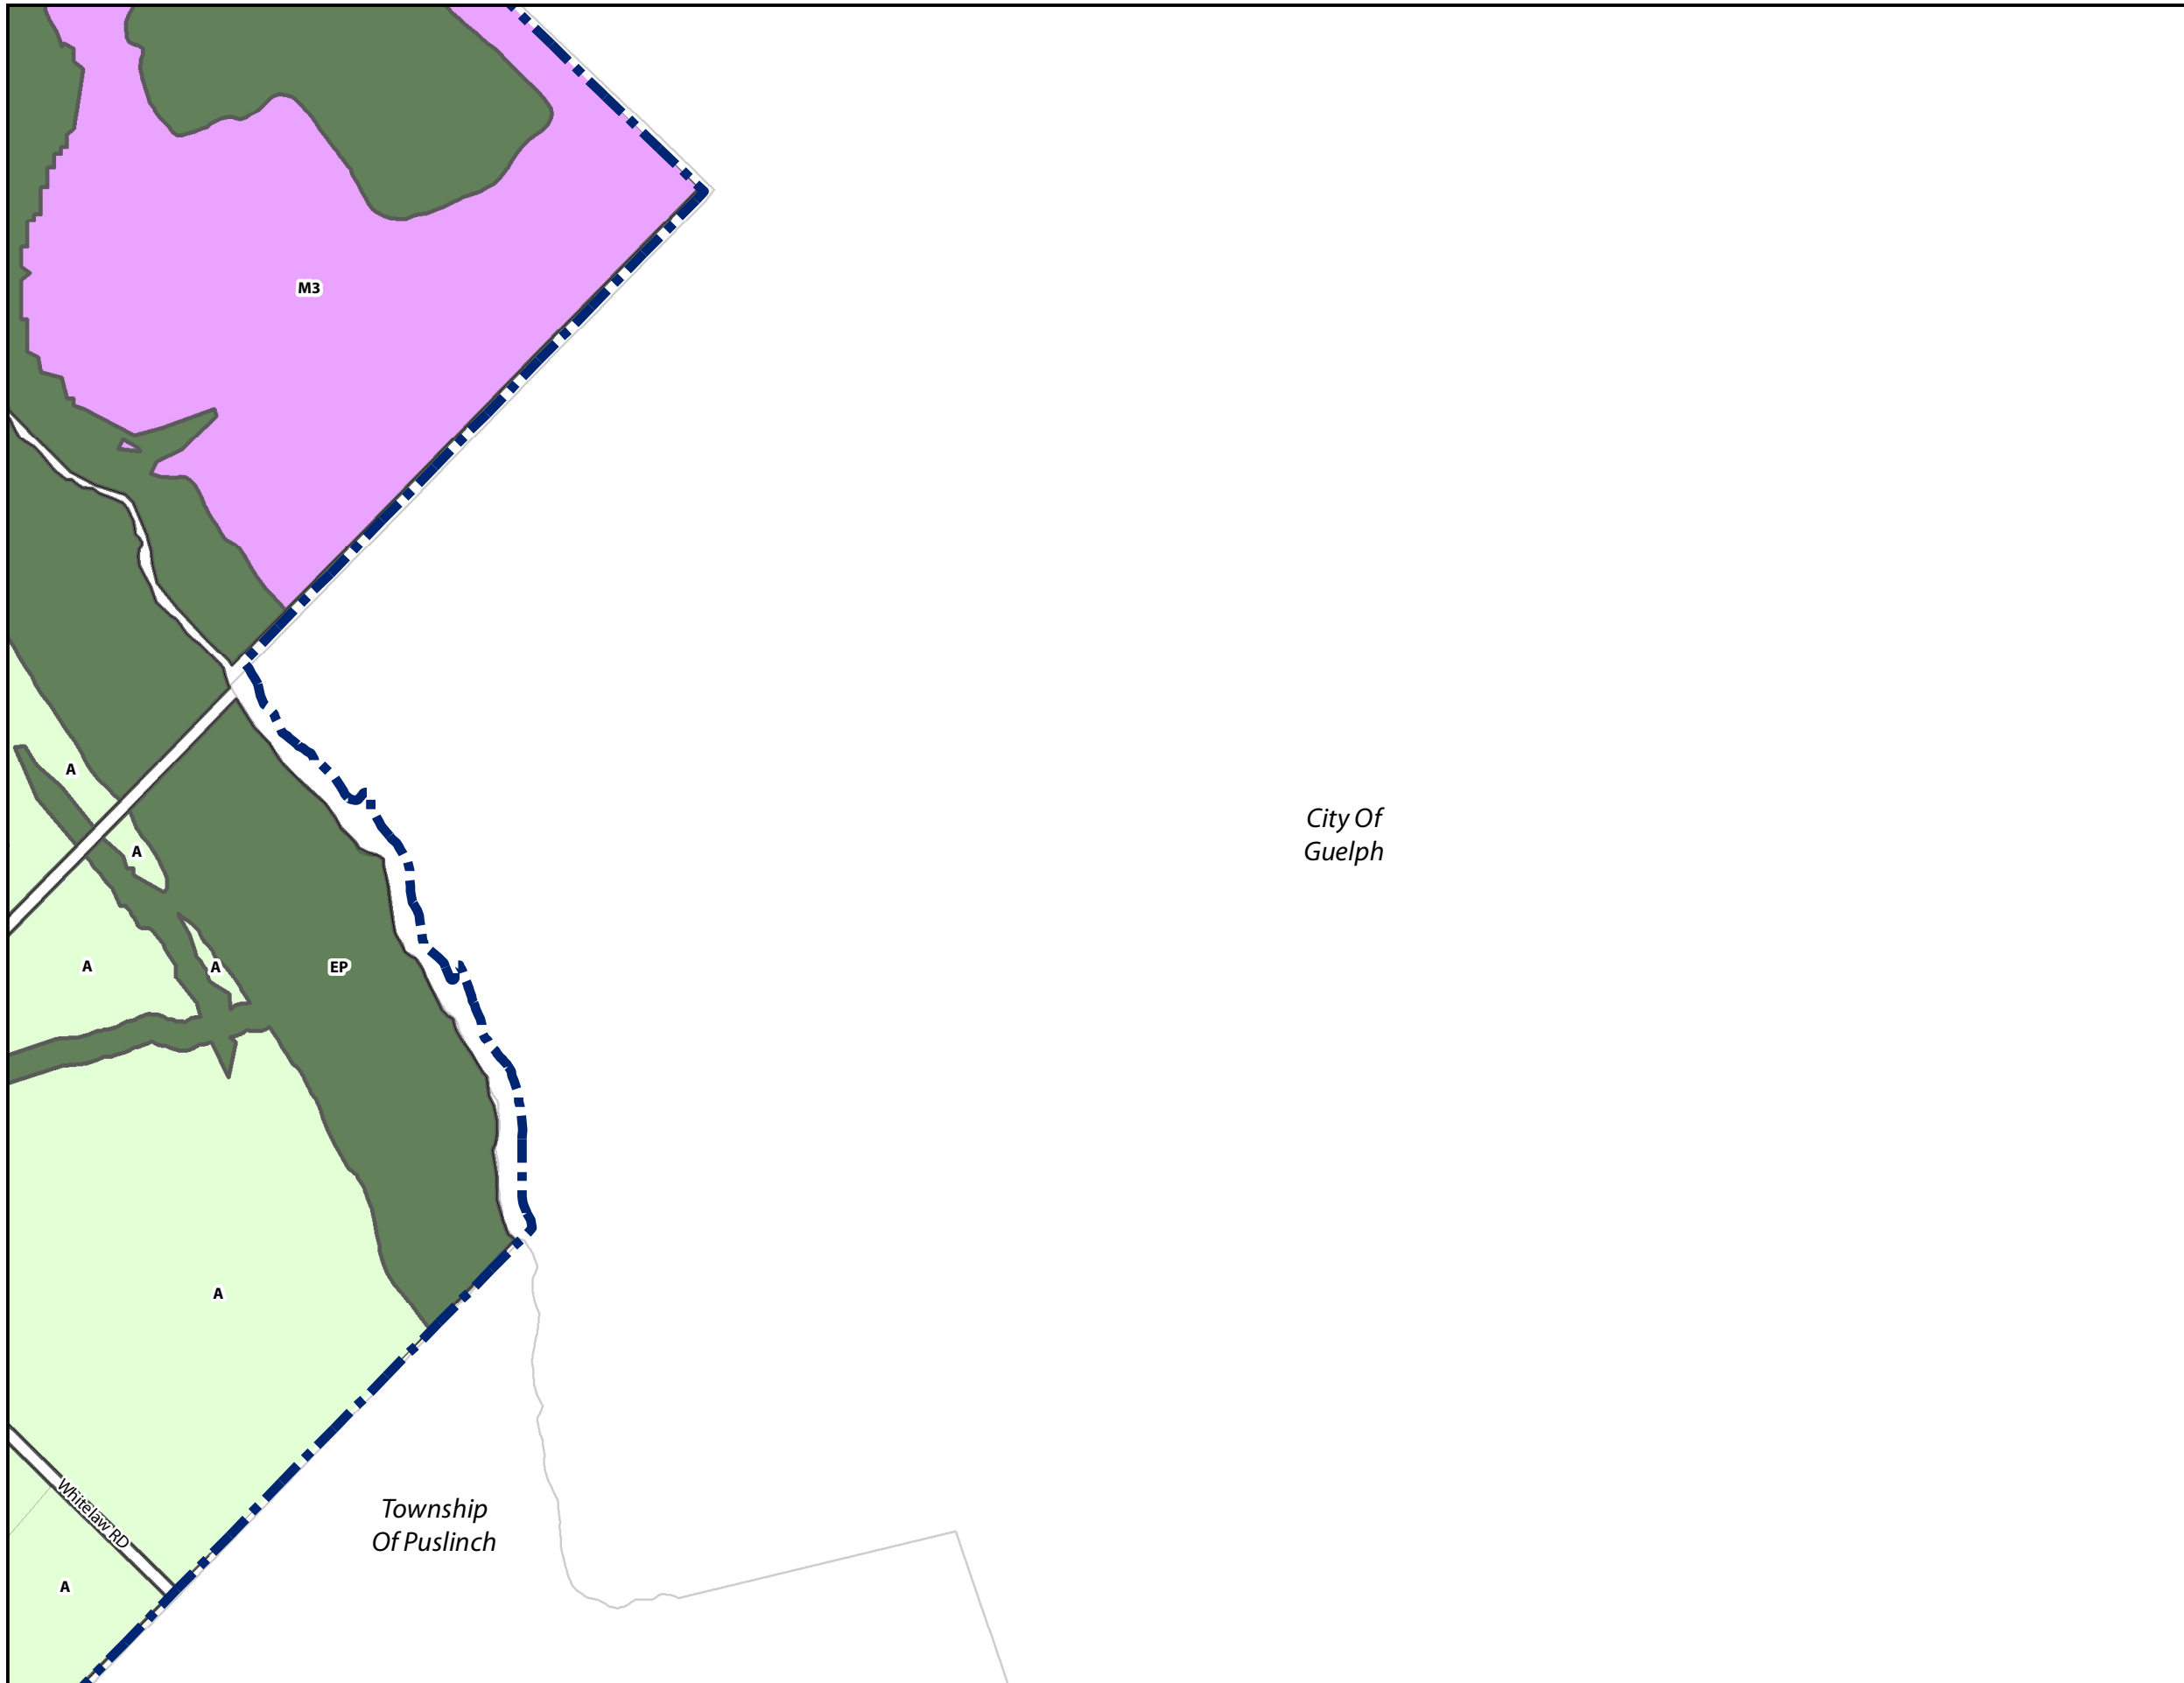 M3
A
City Of
Guelph
A
A
A
EP
A
Township
Of Puslinch
Whitelaw RD
A